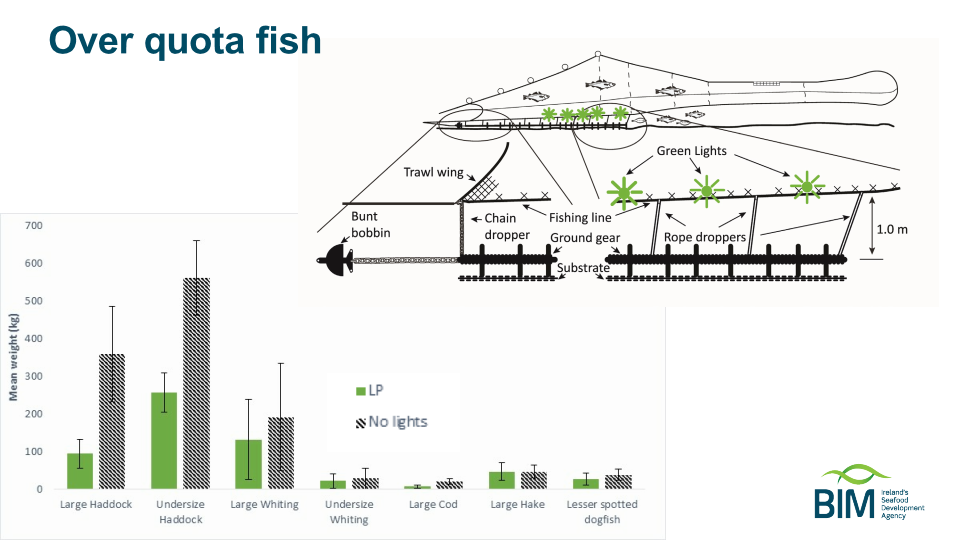 Over quota fish
Green Lights
Trawl wing
Bunt
bobbin
Chain
dropper
Fishing line
Ground gear
Rope droppers
1.0 m
Substrate
Mean weight (kg)
700
600
500
400
300
200
100
0
LP
No lights
Large Haddock
Undersize
Haddock
Large Whiting
Undersize
Whiting
Large Cod
Large Hake
Lesser spotted
dogfish
BIM
Ireland's
Seafood
Development
Agency